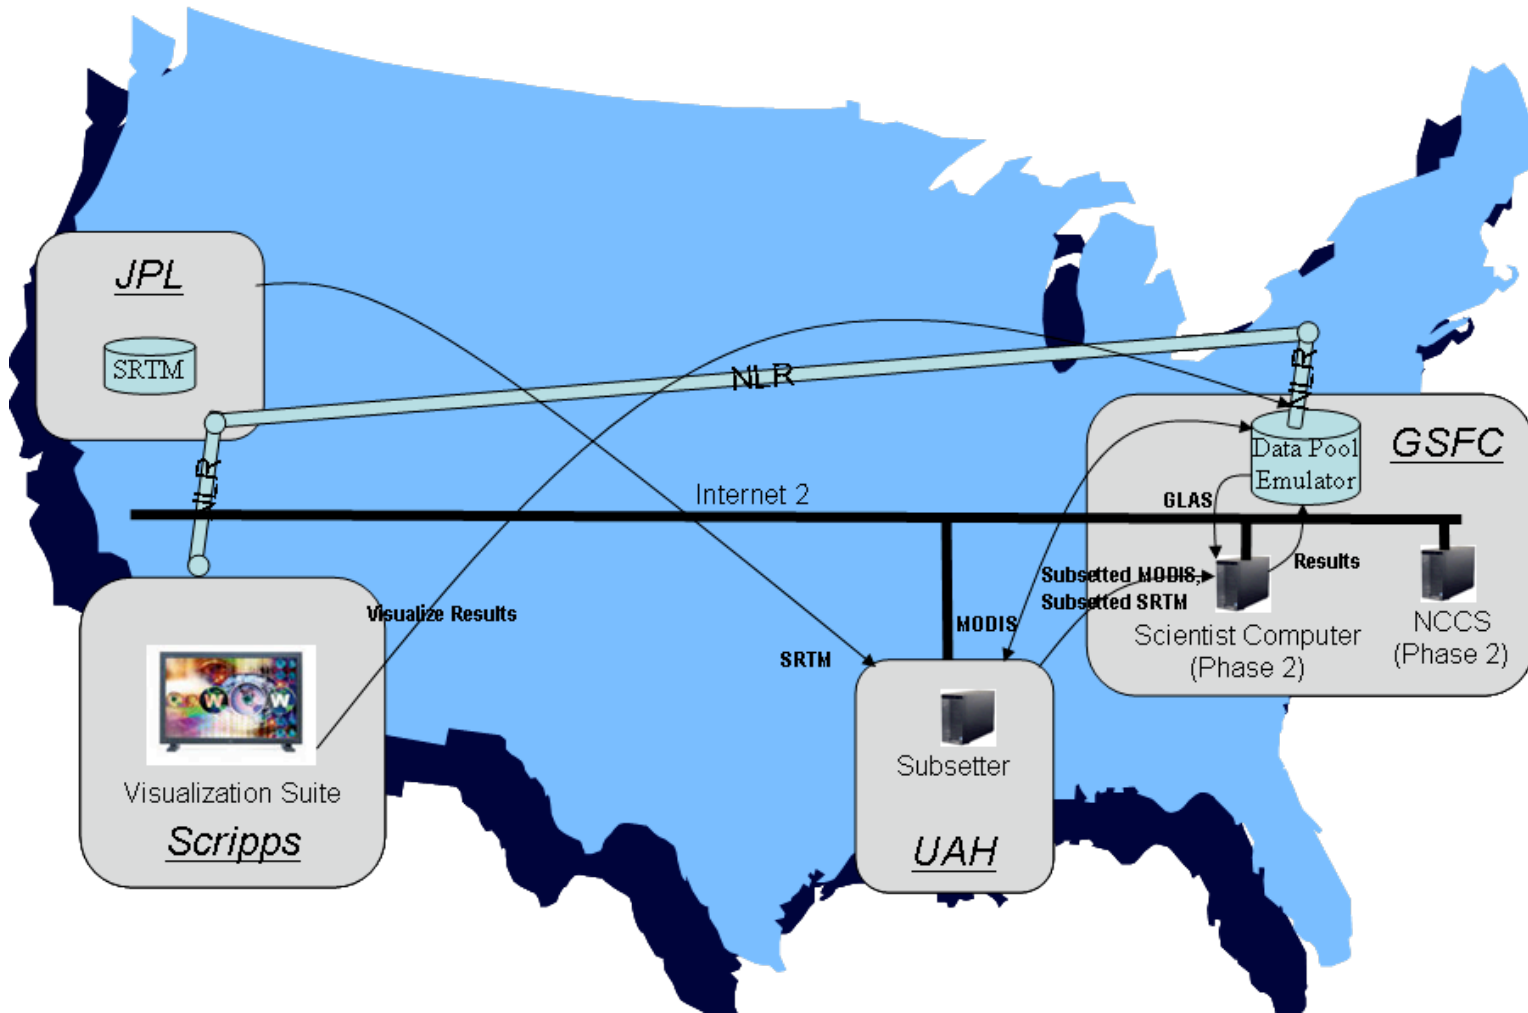 JPL
SRTM
NLR
NLR
NLR
Data Pool
Emulator
GSFC
Internet 2
GLAS
Results
Subsetted MODIS,
Subsetted SRTM
Visualize Results
MODIS
SRTM
Scientist Computer
(Phase 2)
NCCS
(Phase 2)
W W
Visualization Suite
Scripps
Subsetter
UAH